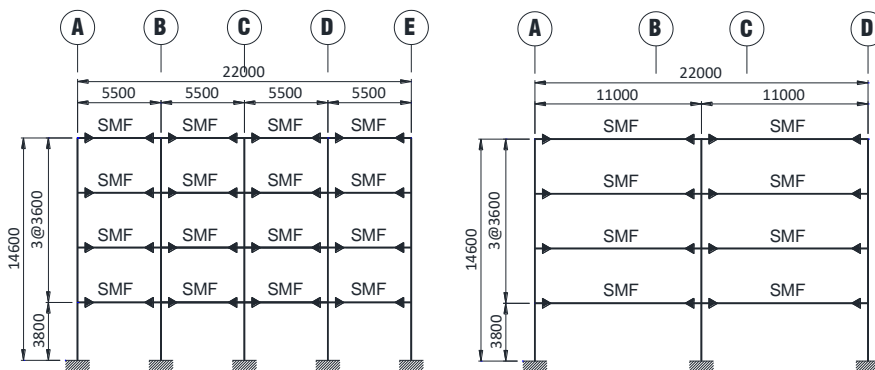 A B C D E
22000
5500 5500 5500 5500
SMF SMF SMF SMF
SMF SMF SMF SMF
SMF SMF SMF SMF
SMF SMF SMF SMF
14600
3@3600
3800
A B C D
22000
11000 11000
SMF SMF
SMF SMF
SMF SMF
SMF SMF
14600
3@3600
3800